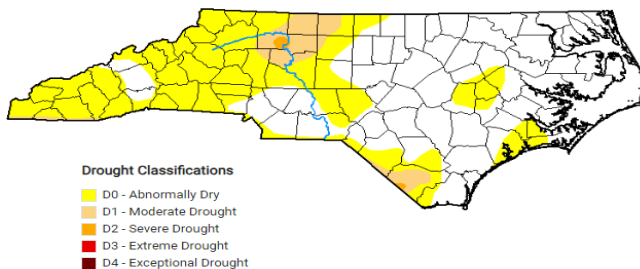 Drought Classifications
D0 - Abnormally Dry
D1 - Moderate Drought
D2 - Severe Drought
D3 - Extreme Drought
D4 - Exceptional Drought